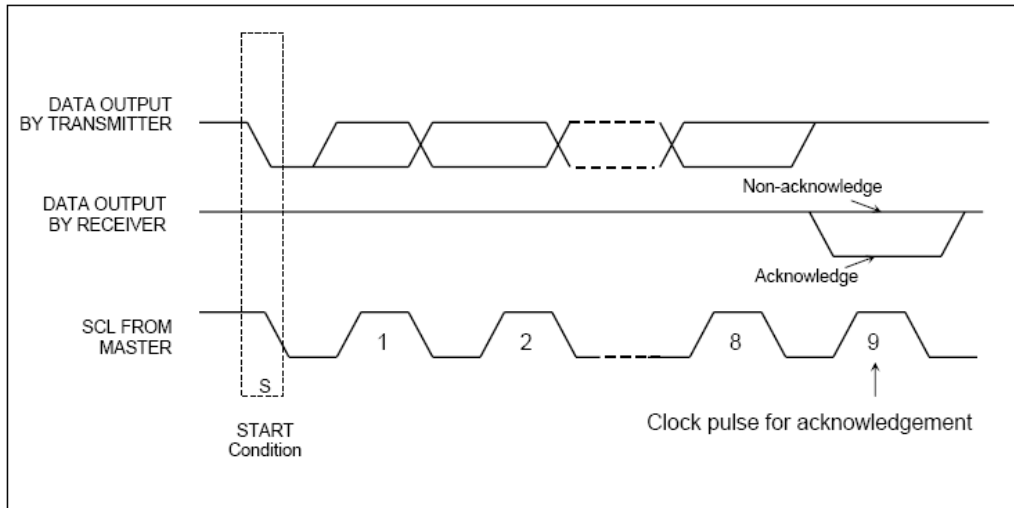 DATA OUTPUT
BY TRANSMITTER
Non-acknowledge
DATA OUTPUT
BY RECEIVER
Acknowledge
SCL FROM
MASTER
1
2
8
9
S
START
Condition
Clock pulse for acknowledgement